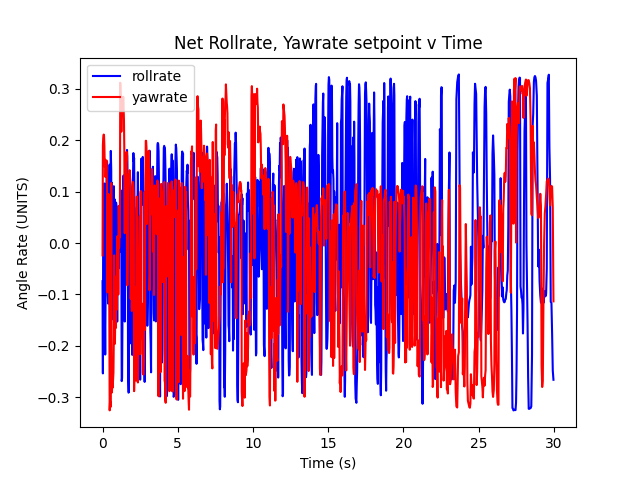 Net Rollrate, Yawrate setpoint v Time
rollrate
yawrate
Angle Rate (UNITS)
0.3
0.2
0.1
0.0
−0.1
−0.2
−0.3
0 5 10 15 20 25 30
Time (s)